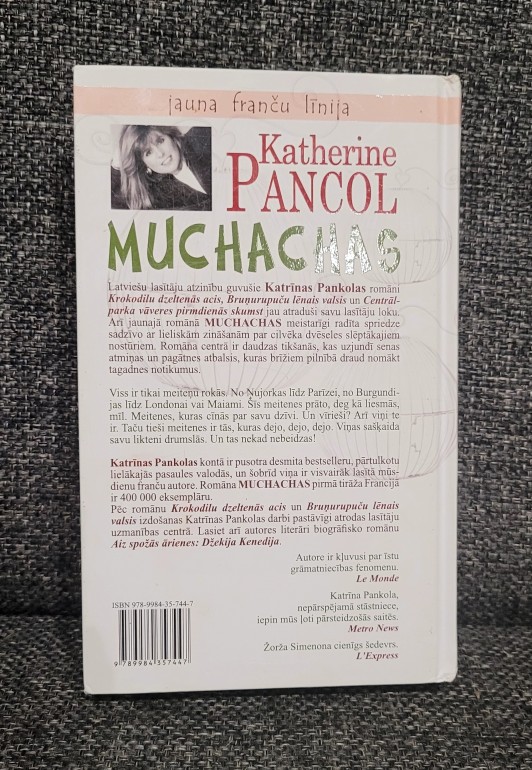 jauna franču līnija
Katherine
PANCOL
MUCHACHAS
Latviešu lasītāju atzinību guvušie Katrīnas Pankolas romāni
Krokodilu dzeltenās acis, Bruņurupuču lēnais valsis un Centrāl-
parka vāveres pirmdienās skumst jau atraduši savu lasītāju loku.
Arī jaunajā romānā MUCHACHAS meistarīgi radīta spriedze
sadzīvo ar lieliskām zināšanām par cilvēka dvēseles slēptākajiem
nostūriem. Romāna centrā ir daudzas tikšanās, kas uzjundī senas
atmiņas un pagātnes atbalsis, kuras brīžiem pilnībā draud nomākt
tagadnes notikumus.
Viss ir tikai meiteņu rokās. No Ņujorkas līdz Parīzei, no Burgundi-
jas līdz Londonai vai Maiami. Šīs meitenes prāto, deg kā liesmās,
mīl. Meitenes, kuras cīnās par savu dzīvi. Un vīrieši? Arī viņi te
ir. Taču tieši meitenes ir tās, kuras dejo, dejo, dejo. Viņas sašķaida
savu likteni drumslās. Un tas nekad nebeidzas!
Katrīnas Pankolas kontā ir pusotra desmita bestselleru, pārtulkotu
lielākajās pasaules valodās, un šobrīd viņa ir visvairāk lasītā mūs-
dienu franču autore. Romāna MUCHACHAS pirmā tirāža Francijā
ir 400 000 eksemplāru.
Pēc romānu Krokodilu dzeltenās acis un Bruņurupuču lēnais
valsis izdošanas Katrīnas Pankolas darbi pastāvīgi atrodas lasītāju
uzmanības centrā. Lasiet arī autores literāri biogrāfisko romānu
Aiz spožās ārienes: Džekija Kenedija.
Autore ir kļuvusi par īstu
grāmatniecības fenomenu.
Le Monde
Katrīna Pankola,
nepārspējamā stāstniece,
iepin mūs ļoti pārsteidzošās saitēs.
Metro News
Žorža Simenona cienīgs šedevrs.
L'Express
ISBN 978-9984-35-744-7
9 789984 357447